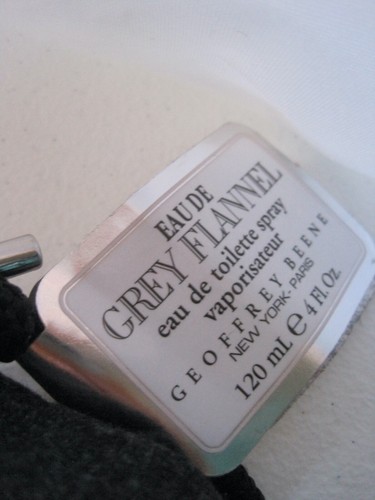 EAU DE
GREY FLANNEL
eau de toilette spray
vaporisateur
GEOFFREY BEENE
NEW YORK-PARIS
120 mL ℮ 4 Fl. Oz.